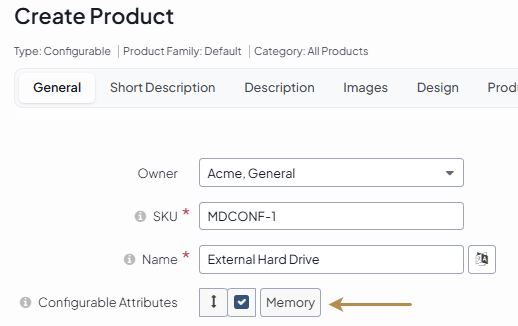 Create Product
Type: Configurable | Product Family: Default | Category: All Products
General Short Description Description Images Design
Owner Acme, General
SKU * MDCONF-1
Name * External Hard Drive
Configurable Attributes Memory